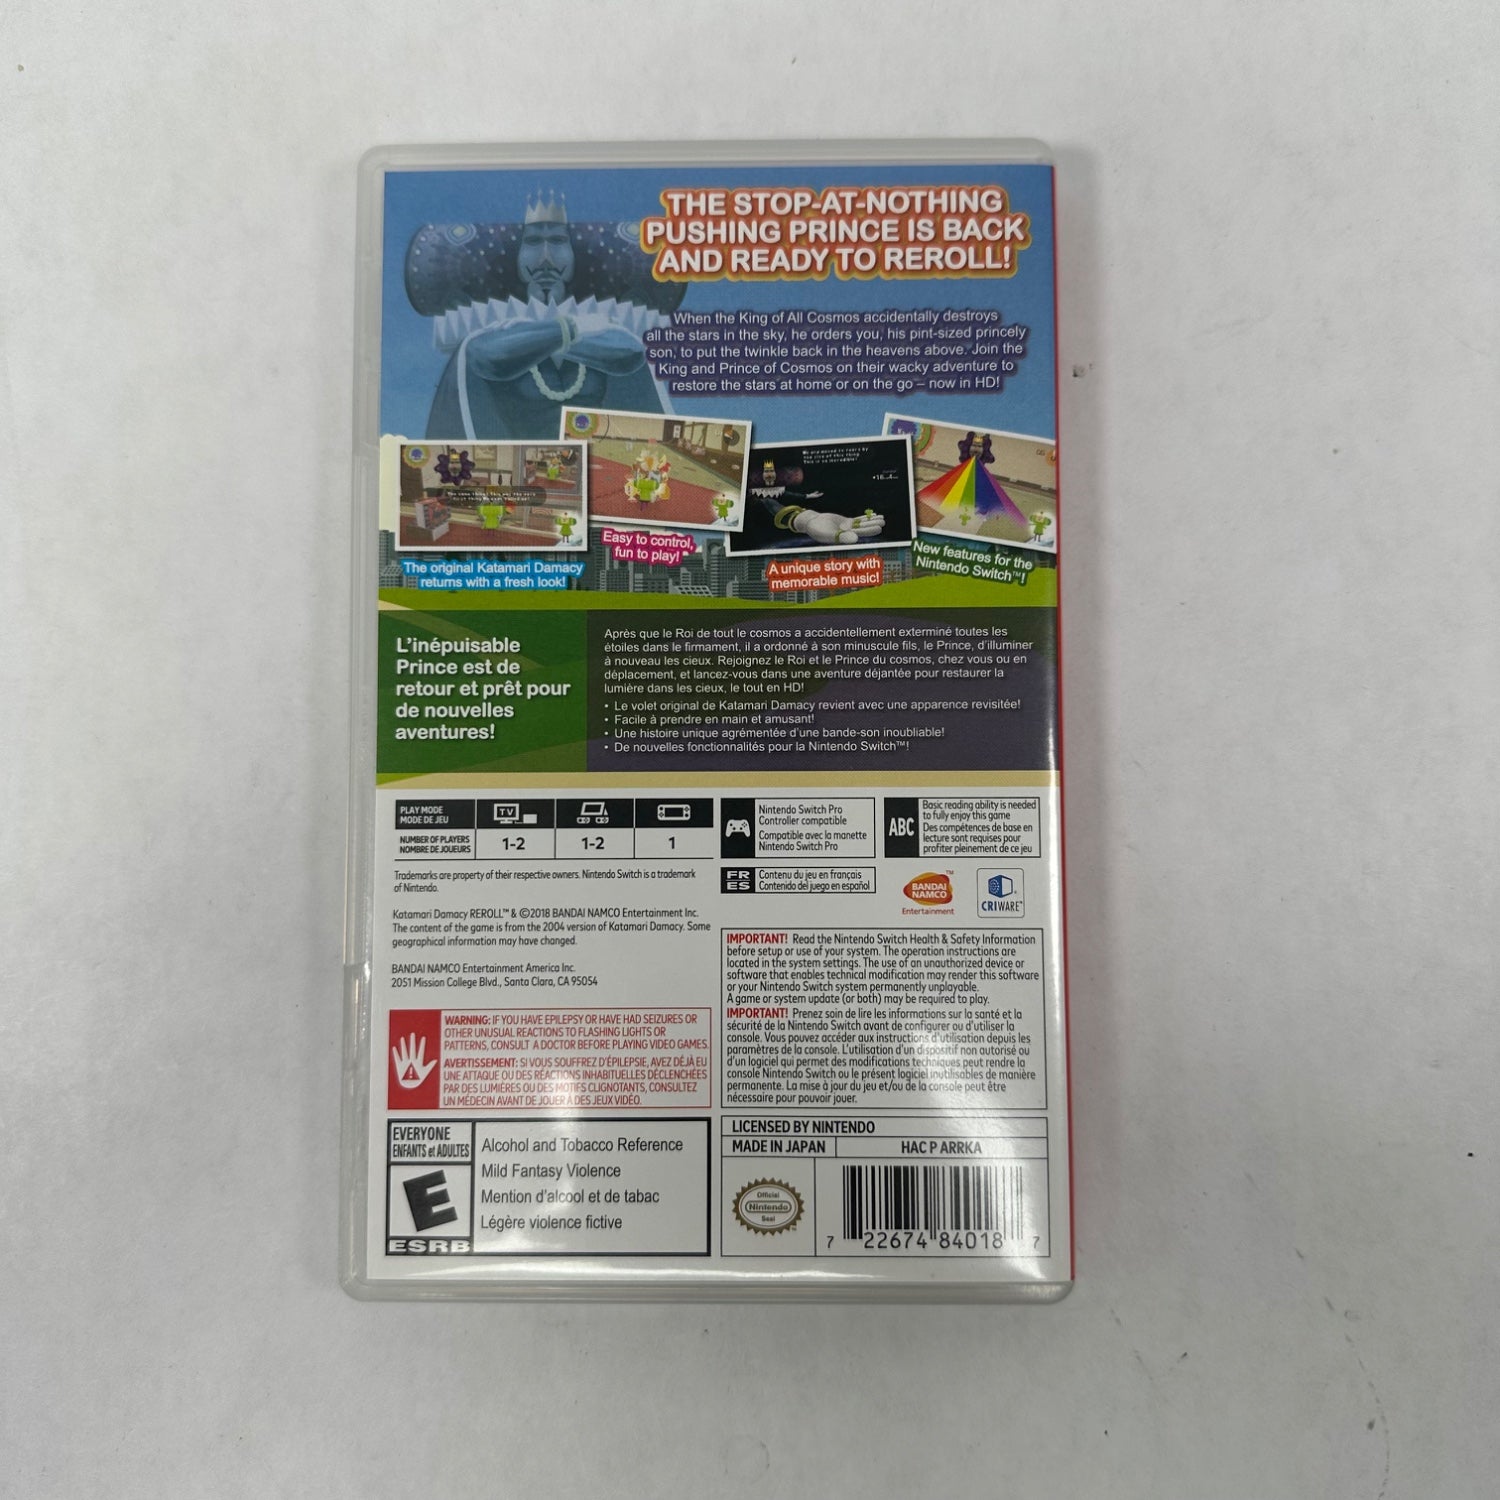 THE STOP-AT-NOTHING
PUSHING PRINCE IS BACK
AND READY TO REROLL!
When the King of All Cosmos accidentally destroys
all the stars in the sky, he orders you, his pint-sized princely
son, to put the twinkle back in the heavens above. Join the
King and Prince of Cosmos on their wacky adventure to
restore the stars at home or on the go – now in HD!
The original Katamari Damacy
returns with a fresh look!
Easy to control,
fun to play!
A unique story with
memorable music!
New features for the
Nintendo Switch™!
L'inépuisable
Prince est de
retour et prêt pour
de nouvelles
aventures!
Après que le Roi de tout le cosmos a accidentellement exterminé toutes les
étoiles dans le firmament, il a ordonné à son minuscule fils, le Prince, d'illuminer
à nouveau les cieux. Rejoignez le Roi et le Prince du cosmos, chez vous ou en
déplacement, et lancez-vous dans une aventure déjantée pour restaurer la
lumière dans les cieux, le tout en HD!
• Le volet original de Katamari Damacy revient avec une apparence revisitée!
• Facile à prendre en main et amusant!
• Une histoire unique agrémentée d'une bande-son inoubliable!
• De nouvelles fonctionnalités pour la Nintendo Switch™!
PLAY MODE
MODE DE JEU
TV
NUMBER OF PLAYERS
NOMBRE DE JOUEURS
1-2
1-2
1
Nintendo Switch Pro
Controller compatible
Compatible avec la manette
Nintendo Switch Pro
ABC
Basic reading ability is needed
to fully enjoy this game
Des compétences de base en
lecture sont requises pour
profiter pleinement de ce jeu
FR
ES
Contenu du jeu en français
Contenido del juego en español
BANDAI
NAMCO
Entertainment
CRIWARE™
Trademarks are property of their respective owners. Nintendo Switch is a trademark
of Nintendo.
Katamari Damacy REROLL™ & ©2018 BANDAI NAMCO Entertainment Inc.
The content of the game is from the 2004 version of Katamari Damacy. Some
geographical information may have changed.
BANDAI NAMCO Entertainment America Inc.
2051 Mission College Blvd., Santa Clara, CA 95054
WARNING: IF YOU HAVE EPILEPSY OR HAVE HAD SEIZURES OR
OTHER UNUSUAL REACTIONS TO FLASHING LIGHTS OR
PATTERNS, CONSULT A DOCTOR BEFORE PLAYING VIDEO GAMES.
AVERTISSEMENT: SI VOUS SOUFFREZ D'ÉPILEPSIE, AVEZ DÉJÀ EU
UNE ATTAQUE OU DES RÉACTIONS INHABITUELLES DÉCLENCHÉES
PAR DES LUMIÈRES OU DES MOTIFS CLIGNOTANTS, CONSULTEZ
UN MÉDECIN AVANT DE JOUER À DES JEUX VIDÉO.
IMPORTANT! Read the Nintendo Switch Health & Safety Information
before setup or use of your system. The operation instructions are
located in the system settings. The use of an unauthorized device or
software that enables technical modification may render this software
or your Nintendo Switch system permanently unplayable.
A game or system update (or both) may be required to play.
IMPORTANT! Prenez soin de lire les informations sur la santé et la
sécurité de la Nintendo Switch avant de configurer ou d'utiliser la
console. Vous pouvez accéder aux instructions d'utilisation depuis les
paramètres de la console. L'utilisation d'un dispositif non autorisé ou
d'un logiciel qui permet des modifications techniques peut rendre la
console Nintendo Switch ou le présent logiciel inutilisables de manière
permanente. La mise à jour du jeu et/ou de la console peut être
nécessaire pour pouvoir jouer.
EVERYONE
ENFANTS et ADULTES
E
ESRB
Alcohol and Tobacco Reference
Mild Fantasy Violence
Mention d'alcool et de tabac
Légère violence fictive
LICENSED BY NINTENDO
MADE IN JAPAN
HAC P ARRKA
Official
Nintendo
Seal
7 22674 84018 7